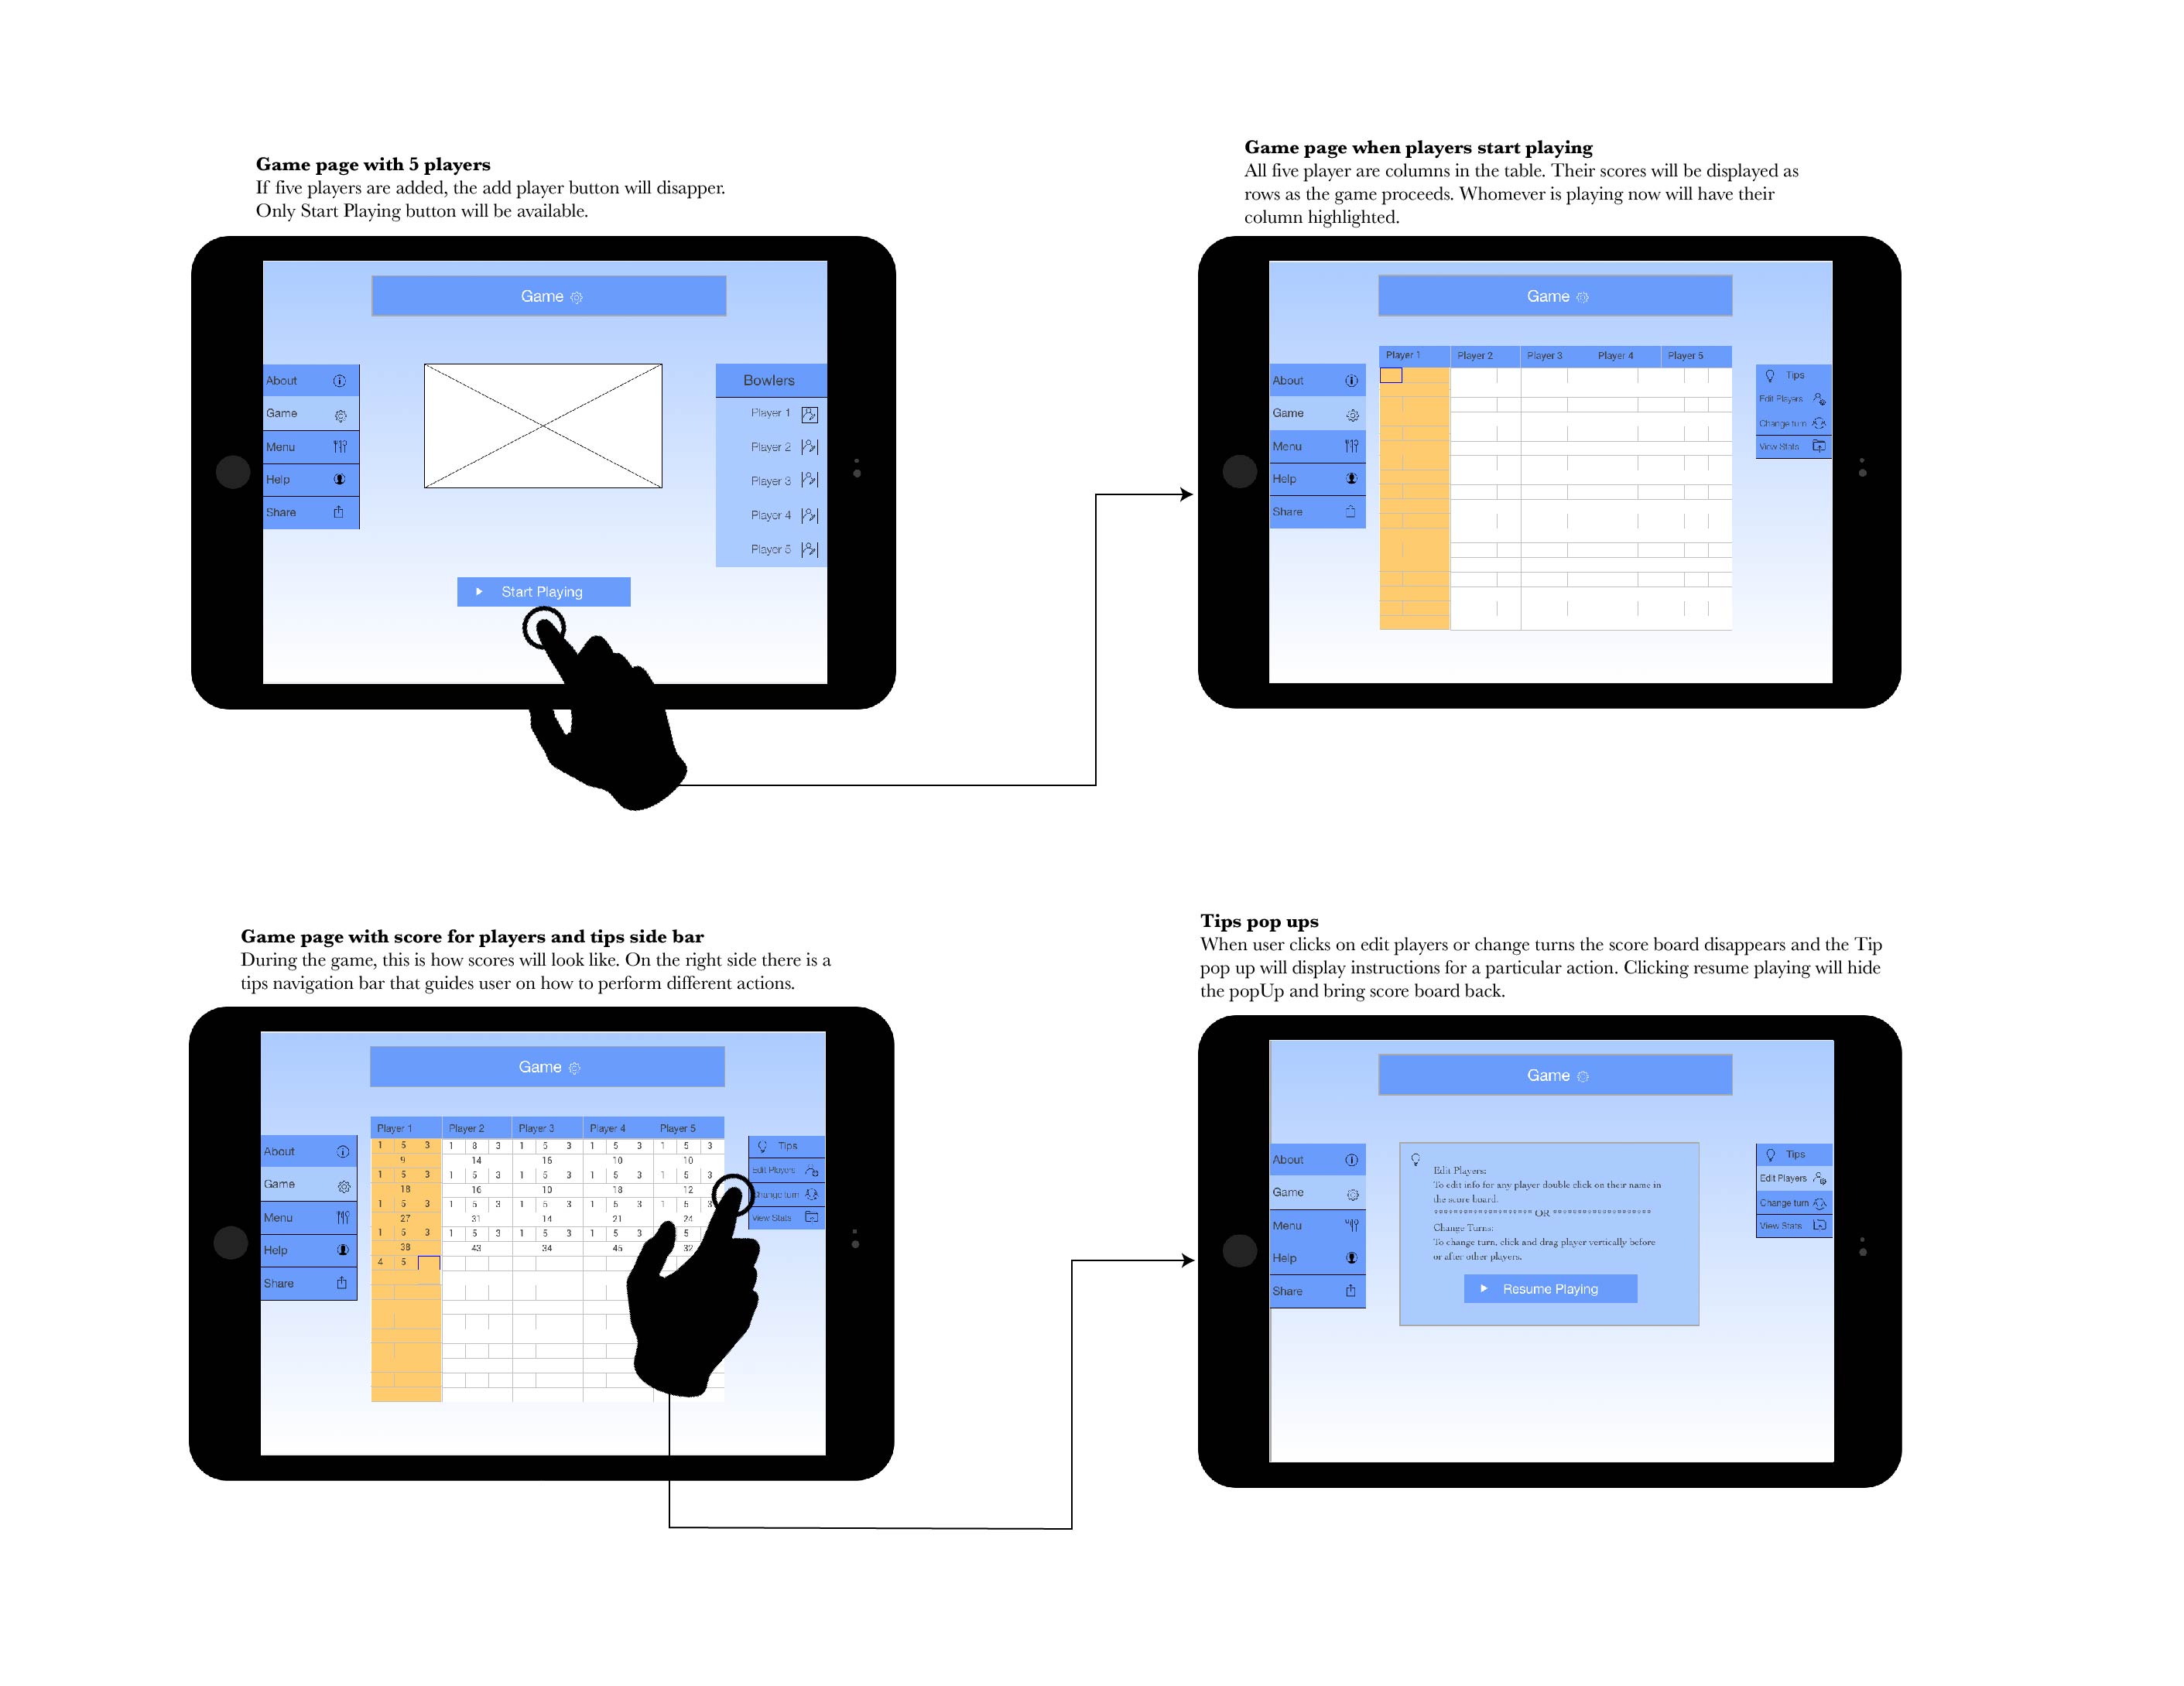 Game page with 5 players
If five players are added, the add player button will disapper.
Only Start Playing button will be available.
Game
About
Game
Menu
Help
Share
Bowlers
Player 1
Player 2
Player 3
Player 4
Player 5
Start Playing
Game page when players start playing
All five player are columns in the table. Their scores will be displayed as
rows as the game proceeds. Whomever is playing now will have their
column highlighted.
Game
About
Game
Menu
Help
Share
Player 1 Player 2 Player 3 Player 4 Player 5
Tips
Edit Players
Change turn
View Stats
Game page with score for players and tips side bar
During the game, this is how scores will look like. On the right side there is a
tips navigation bar that guides user on how to perform different actions.
Game
About
Game
Menu
Help
Share
Player 1 Player 2 Player 3 Player 4 Player 5
1 5 3 1 8 3 1 5 3 1 5 3 1 5 3
9 14 16 10 10
1 5 3 1 5 3 1 5 3 1 5 3 1 5 3
18 16 10 18 12
1 5 3 1 5 3 1 5 3 1 5 3 1 5 3
27 31 14 21 24
1 5 3 1 5 3 1 5 3 1 5 3 5
38 43 34 45 32
4 5
Tips
Edit Players
Change turn
View Stats
Tips pop ups
When user clicks on edit players or change turns the score board disappears and the Tip
pop up will display instructions for a particular action. Clicking resume playing will hide
the popUp and bring score board back.
Game
About
Game
Menu
Help
Share
Edit Players:
To edit info for any player double click on their name in
the score board.
******************** OR ********************
Change Turns:
To change turn, click and drag player vertically before
or after other players.
Resume Playing
Tips
Edit Players
Change turn
View Stats